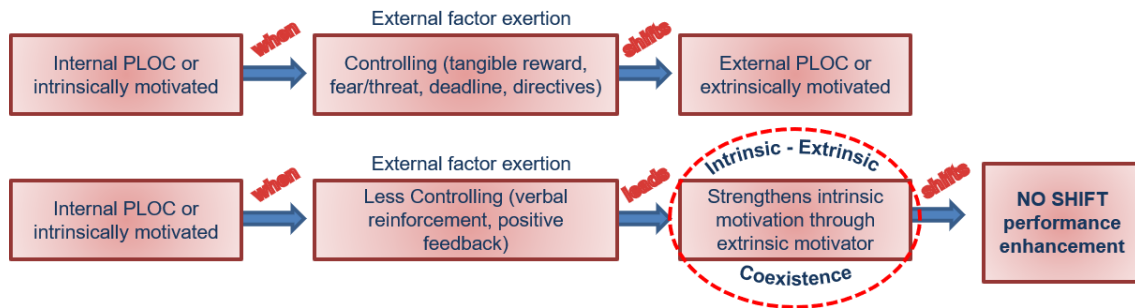 External factor exertion
Internal PLOC or
intrinsically motivated
when
Controlling (tangible reward,
fear/threat, deadline, directives)
shifts
External PLOC or
extrinsically motivated
External factor exertion
Internal PLOC or
intrinsically motivated
when
Less Controlling (verbal
reinforcement, positive
feedback)
leads
Intrinsic - Extrinsic
Strengthens intrinsic
motivation through
extrinsic motivator
Coexistence
shifts
NO SHIFT
performance
enhancement